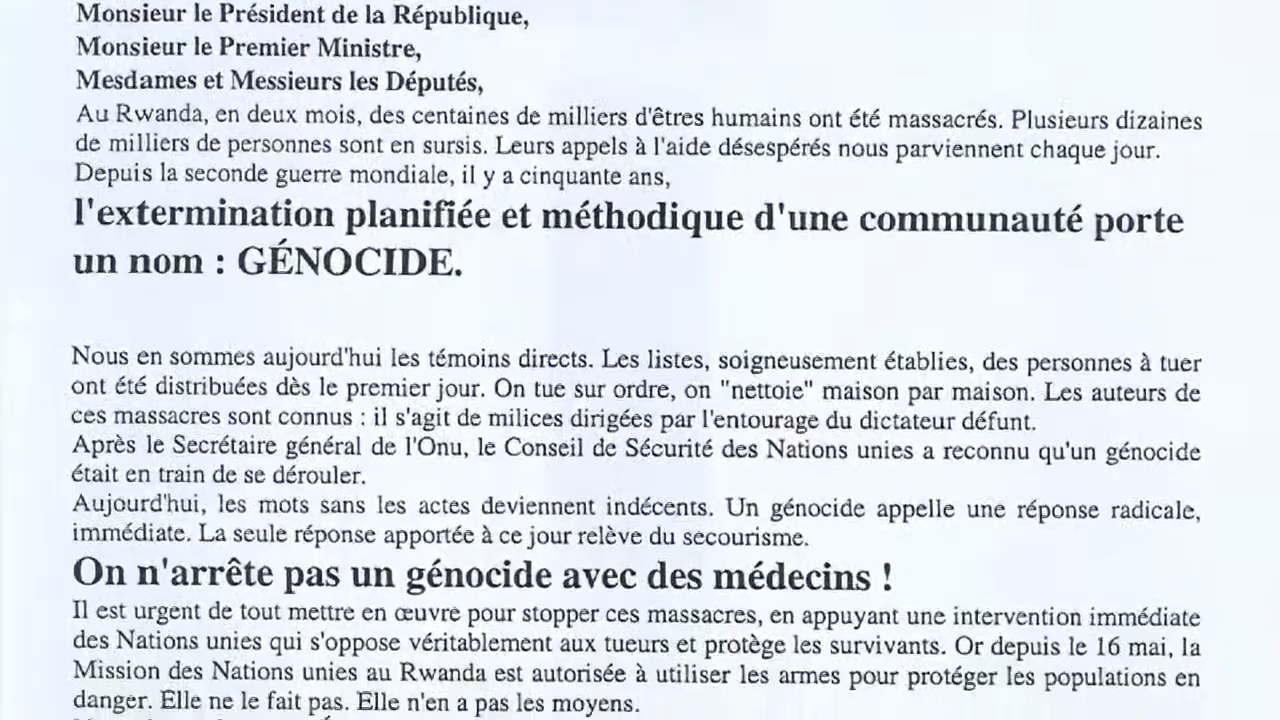 Monsieur le Président de la République,
Monsieur le Premier Ministre,
Mesdames et Messieurs les Députés,
Au Rwanda, en deux mois, des centaines de milliers d'êtres humains ont été massacrés. Plusieurs dizaines
de milliers de personnes sont en sursis. Leurs appels à l'aide désespérés nous parviennent chaque jour.
Depuis la seconde guerre mondiale, il y a cinquante ans,
l'extermination planifiée et méthodique d'une communauté porte
un nom : GÉNOCIDE.
Nous en sommes aujourd'hui les témoins directs. Les listes, soigneusement établies, des personnes à tuer
ont été distribuées dès le premier jour. On tue sur ordre, on "nettoie" maison par maison. Les auteurs de
ces massacres sont connus : il s'agit de milices dirigées par l'entourage du dictateur défunt.
Après le Secrétaire général de l'Onu, le Conseil de Sécurité des Nations unies a reconnu qu'un génocide
était en train de se dérouler.
Aujourd'hui, les mots sans les actes deviennent indécents. Un génocide appelle une réponse radicale,
immédiate. La seule réponse apportée à ce jour relève du secourisme.
On n'arrête pas un génocide avec des médecins !
Il est urgent de tout mettre en œuvre pour stopper ces massacres, en appuyant une intervention immédiate
des Nations unies qui s'oppose véritablement aux tueurs et protège les survivants. Or depuis le 16 mai, la
Mission des Nations unies au Rwanda est autorisée à utiliser les armes pour protéger les populations en
danger. Elle ne le fait pas. Elle n'en a pas les moyens.